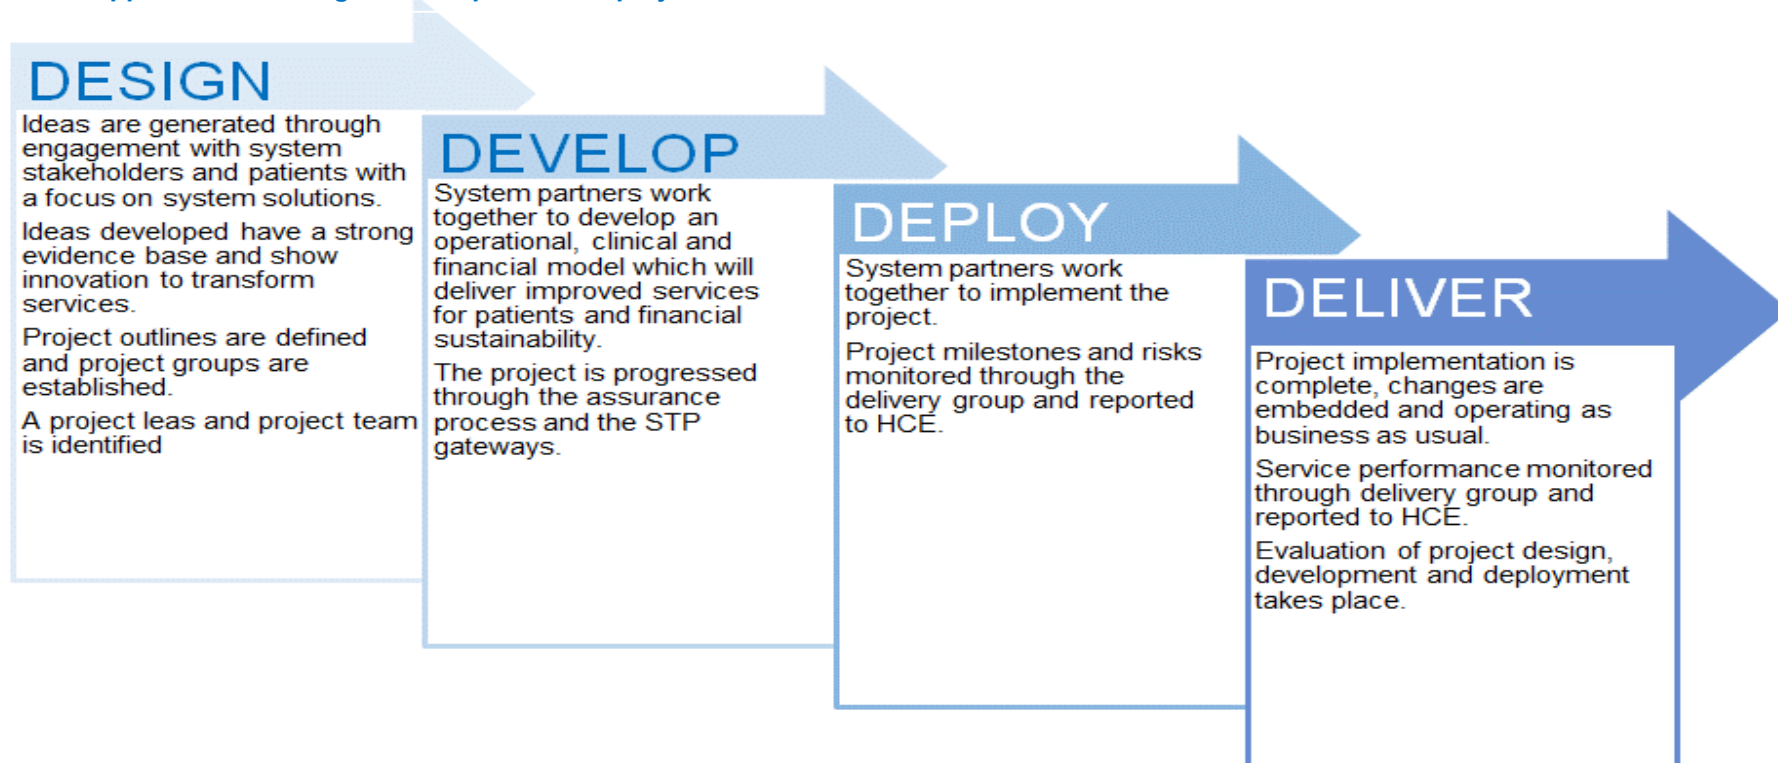 DESIGN
Ideas are generated through
engagement with system
stakeholders and patients with
a focus on system solutions.
Ideas developed have a strong
evidence base and show
innovation to transform
services.
Project outlines are defined
and project groups are
established.
A project leas and project team
is identified
DEVELOP
System partners work
together to develop an
operational, clinical and
financial model which will
deliver improved services
for patients and financial
sustainability.
The project is progressed
through the assurance
process and the STP
gateways.
DEPLOY
System partners work
together to implement the
project.
Project milestones and risks
monitored through the
delivery group and reported
to HCE.
DELIVER
Project implementation is
complete, changes are
embedded and operating as
business as usual.
Service performance monitored
through delivery group and
reported to HCE.
Evaluation of project design,
development and deployment
takes place.